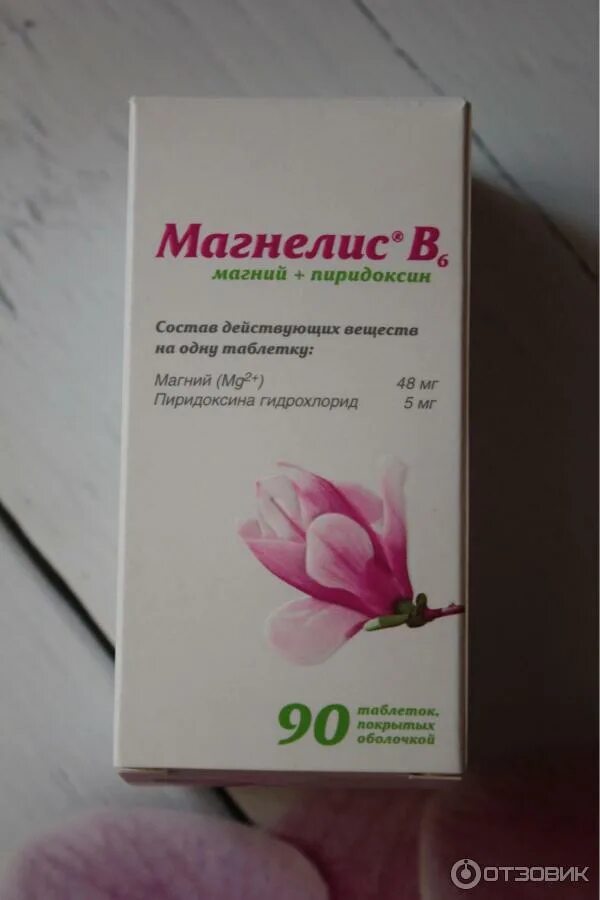 Магнелис® B₆
магний + пиридоксин
Состав действующих веществ
на одну таблетку:
Магний (Mg²⁺) 48 мг
Пиридоксина гидрохлорид 5 мг
90 таблеток,
покрытых
оболочкой
ОТЗОВИК